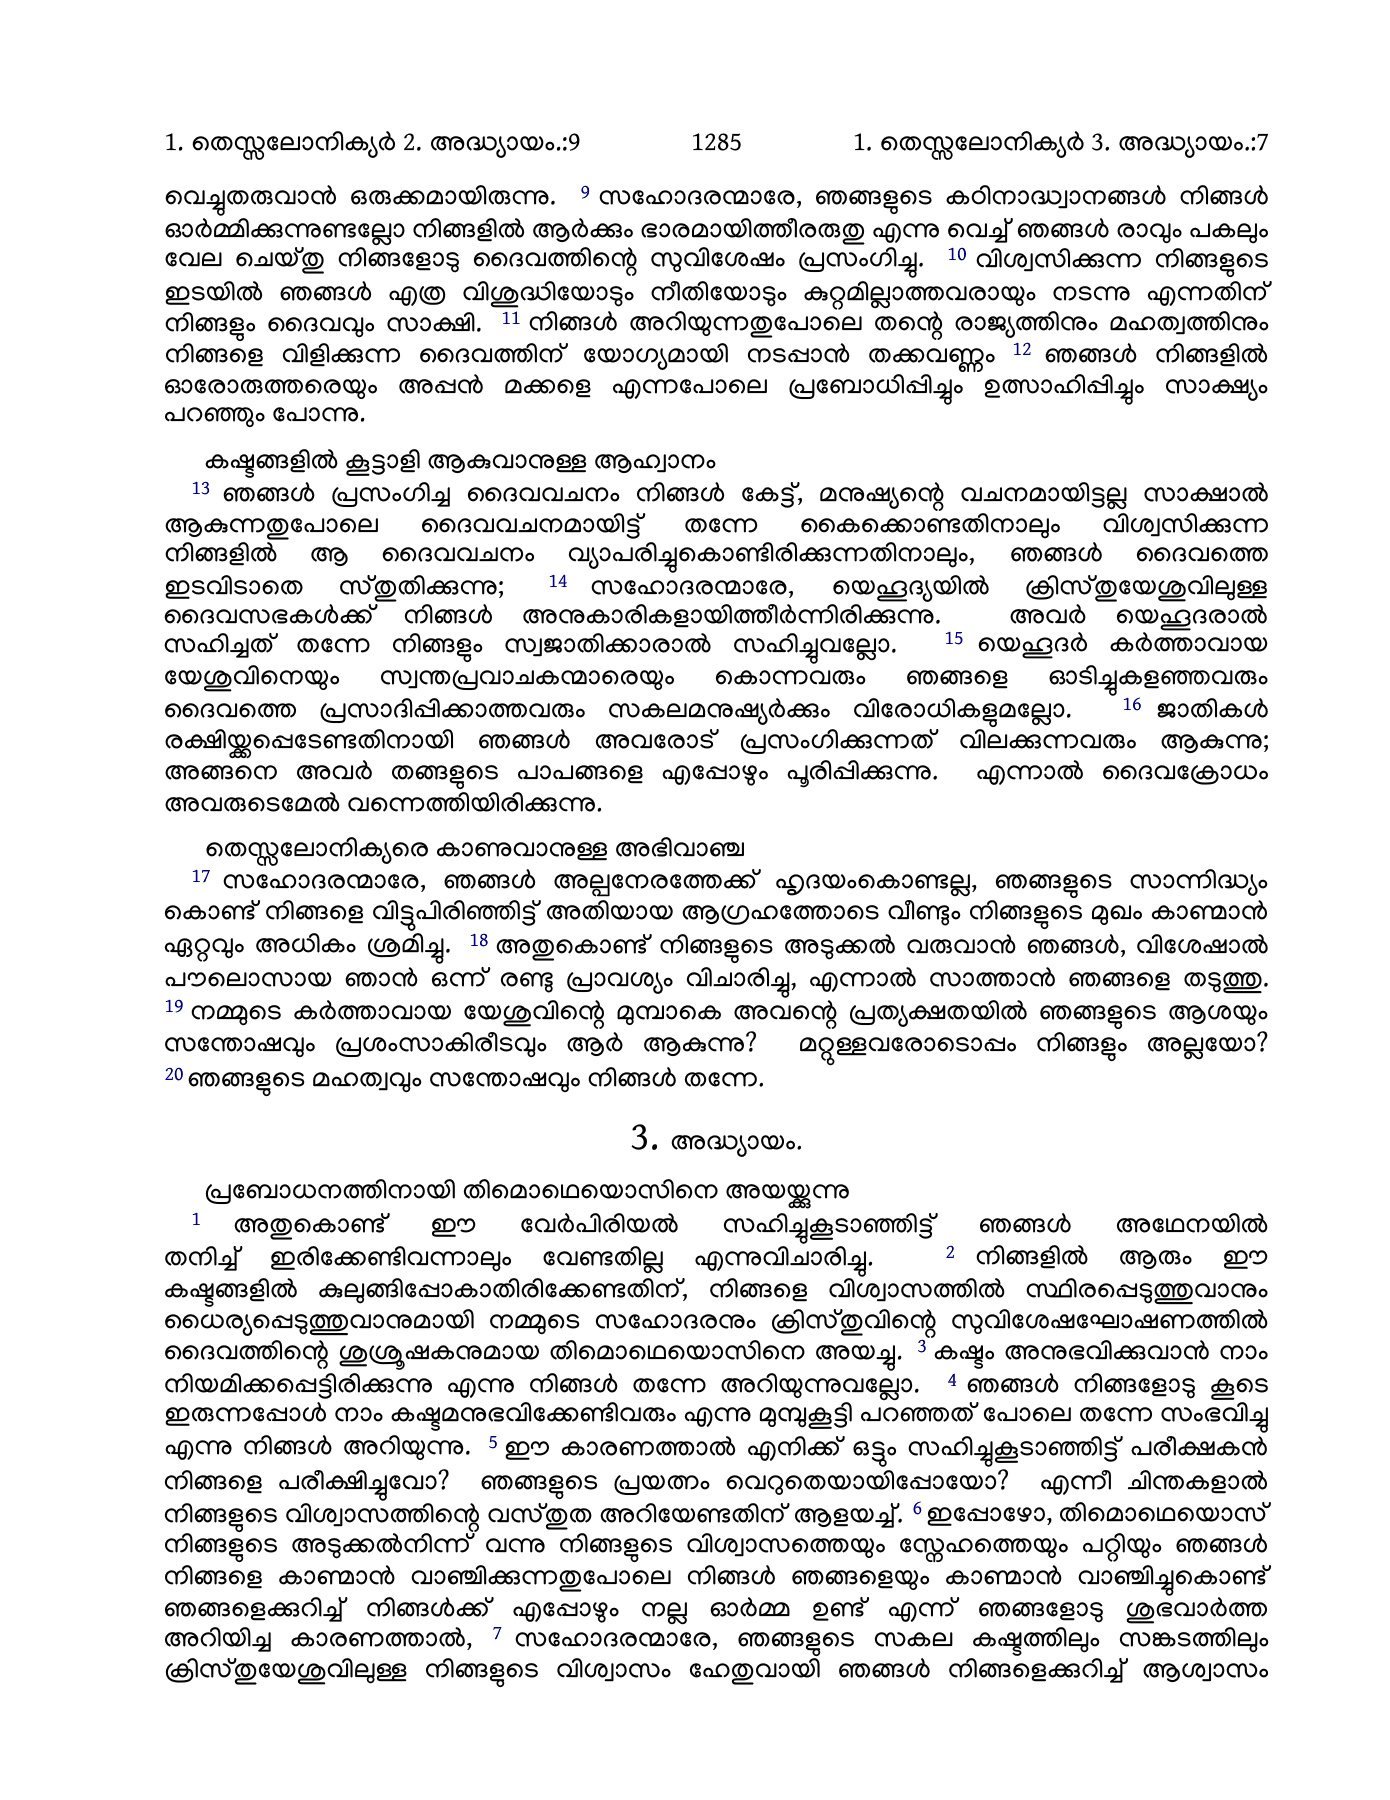 1. തെസ്സലോനിക്യർ 2. അദ്ധ്യായം.:9 1285 1. തെസ്സലോനിക്യർ 3. അദ്ധ്യായം.:7
വെച്ചുതരുവാൻ ഒരുക്കമായിരുന്നു. 9 സഹോദരന്മാരേ, ഞങ്ങളുടെ കഠിനാദ്ധ്വാനങ്ങൾ നിങ്ങൾ
ഓർമ്മിക്കുന്നുണ്ടല്ലോ നിങ്ങളിൽ ആർക്കും ഭാരമായിത്തീരരുതു എന്നു വെച്ച് ഞങ്ങൾ രാവും പകലും
വേല ചെയ്തു നിങ്ങളോടു ദൈവത്തിന്റെ സുവിശേഷം പ്രസംഗിച്ചു. 10 വിശ്വസിക്കുന്ന നിങ്ങളുടെ
ഇടയിൽ ഞങ്ങൾ എത്ര വിശുദ്ധിയോടും നീതിയോടും കുറ്റമില്ലാത്തവരായും നടന്നു എന്നതിന്
നിങ്ങളും ദൈവവും സാക്ഷി. 11 നിങ്ങൾ അറിയുന്നതുപോലെ തന്റെ രാജ്യത്തിനും മഹത്വത്തിനും
നിങ്ങളെ വിളിക്കുന്ന ദൈവത്തിന് യോഗ്യമായി നടപ്പാൻ തക്കവണ്ണം 12 ഞങ്ങൾ നിങ്ങളിൽ
ഓരോരുത്തരെയും അപ്പൻ മക്കളെ എന്നപോലെ പ്രബോധിപ്പിച്ചും ഉത്സാഹിപ്പിച്ചും സാക്ഷ്യം
പറഞ്ഞും പോന്നു.
കഷ്ടങ്ങളിൽ കൂട്ടാളി ആകുവാനുള്ള ആഹ്വാനം
13 ഞങ്ങൾ പ്രസംഗിച്ച ദൈവവചനം നിങ്ങൾ കേട്ട്, മനുഷ്യന്റെ വചനമായിട്ടല്ല സാക്ഷാൽ
ആകുന്നതുപോലെ ദൈവവചനമായിട്ട് തന്നേ കൈക്കൊണ്ടതിനാലും വിശ്വസിക്കുന്ന
നിങ്ങളിൽ ആ ദൈവവചനം വ്യാപരിച്ചുകൊണ്ടിരിക്കുന്നതിനാലും, ഞങ്ങൾ ദൈവത്തെ
ഇടവിടാതെ സ്തുതിക്കുന്നു; 14 സഹോദരന്മാരേ, യെഹൂദ്യയിൽ ക്രിസ്തുയേശുവിലുള്ള
ദൈവസഭകൾക്ക് നിങ്ങൾ അനുകാരികളായിത്തീർന്നിരിക്കുന്നു. അവർ യെഹൂദരാൽ
സഹിച്ചത് തന്നേ നിങ്ങളും സ്വജാതിക്കാരാൽ സഹിച്ചുവല്ലോ. 15 യെഹൂദർ കർത്താവായ
യേശുവിനെയും സ്വന്തപ്രവാചകന്മാരെയും കൊന്നവരും ഞങ്ങളെ ഓടിച്ചുകളഞ്ഞവരും
ദൈവത്തെ പ്രസാദിപ്പിക്കാത്തവരും സകലമനുഷ്യർക്കും വിരോധികളുമല്ലോ. 16 ജാതികൾ
രക്ഷിയ്ക്കപ്പെടേണ്ടതിനായി ഞങ്ങൾ അവരോട് പ്രസംഗിക്കുന്നത് വിലക്കുന്നവരും ആകുന്നു;
അങ്ങനെ അവർ തങ്ങളുടെ പാപങ്ങളെ എപ്പോഴും പൂരിപ്പിക്കുന്നു. എന്നാൽ ദൈവക്രോധം
അവരുടെമേൽ വന്നെത്തിയിരിക്കുന്നു.
തെസ്സലോനിക്യരെ കാണുവാനുള്ള അഭിവാഞ്ച
17 സഹോദരന്മാരേ, ഞങ്ങൾ അല്പനേരത്തേക്ക് ഹൃദയംകൊണ്ടല്ല, ഞങ്ങളുടെ സാന്നിദ്ധ്യം
കൊണ്ട് നിങ്ങളെ വിട്ടുപിരിഞ്ഞിട്ട് അതിയായ ആഗ്രഹത്തോടെ വീണ്ടും നിങ്ങളുടെ മുഖം കാണ്മാൻ
ഏറ്റവും അധികം ശ്രമിച്ചു. 18 അതുകൊണ്ട് നിങ്ങളുടെ അടുക്കൽ വരുവാൻ ഞങ്ങൾ, വിശേഷാൽ
പൗലൊസായ ഞാൻ ഒന്ന് രണ്ടു പ്രാവശ്യം വിചാരിച്ചു, എന്നാൽ സാത്താൻ ഞങ്ങളെ തടുത്തു.
19 നമ്മുടെ കർത്താവായ യേശുവിന്റെ മുമ്പാകെ അവന്റെ പ്രത്യക്ഷതയിൽ ഞങ്ങളുടെ ആശയും
സന്തോഷവും പ്രശംസാകിരീടവും ആർ ആകുന്നു? മറ്റുള്ളവരോടൊപ്പം നിങ്ങളും അല്ലയോ?
20 ഞങ്ങളുടെ മഹത്വവും സന്തോഷവും നിങ്ങൾ തന്നേ.
3. അദ്ധ്യായം.
പ്രബോധനത്തിനായി തിമൊഥെയൊസിനെ അയയ്ക്കുന്നു
1 അതുകൊണ്ട് ഈ വേർപിരിയൽ സഹിച്ചുകൂടാഞ്ഞിട്ട് ഞങ്ങൾ അഥേനയിൽ
തനിച്ച് ഇരിക്കേണ്ടിവന്നാലും വേണ്ടതില്ല എന്നുവിചാരിച്ചു. 2 നിങ്ങളിൽ ആരും ഈ
കഷ്ടങ്ങളിൽ കുലുങ്ങിപ്പോകാതിരിക്കേണ്ടതിന്, നിങ്ങളെ വിശ്വാസത്തിൽ സ്ഥിരപ്പെടുത്തുവാനും
ധൈര്യപ്പെടുത്തുവാനുമായി നമ്മുടെ സഹോദരനും ക്രിസ്തുവിന്റെ സുവിശേഷഘോഷണത്തിൽ
ദൈവത്തിന്റെ ശുശ്രൂഷകനുമായ തിമൊഥെയൊസിനെ അയച്ചു. 3 കഷ്ടം അനുഭവിക്കുവാൻ നാം
നിയമിക്കപ്പെട്ടിരിക്കുന്നു എന്നു നിങ്ങൾ തന്നേ അറിയുന്നുവല്ലോ. 4 ഞങ്ങൾ നിങ്ങളോടു കൂടെ
ഇരുന്നപ്പോൾ നാം കഷ്ടമനുഭവിക്കേണ്ടിവരും എന്നു മുമ്പുകൂട്ടി പറഞ്ഞത് പോലെ തന്നേ സംഭവിച്ചു
എന്നു നിങ്ങൾ അറിയുന്നു. 5 ഈ കാരണത്താൽ എനിക്ക് ഒട്ടും സഹിച്ചുകൂടാഞ്ഞിട്ട് പരീക്ഷകൻ
നിങ്ങളെ പരീക്ഷിച്ചുവോ? ഞങ്ങളുടെ പ്രയത്നം വെറുതെയായിപ്പോയോ? എന്നീ ചിന്തകളാൽ
നിങ്ങളുടെ വിശ്വാസത്തിന്റെ വസ്തുത അറിയേണ്ടതിന് ആളയച്ച്. 6 ഇപ്പോഴോ, തിമൊഥെയൊസ്
നിങ്ങളുടെ അടുക്കൽനിന്ന് വന്നു നിങ്ങളുടെ വിശ്വാസത്തെയും സ്നേഹത്തെയും പറ്റിയും ഞങ്ങൾ
നിങ്ങളെ കാണ്മാൻ വാഞ്ചിക്കുന്നതുപോലെ നിങ്ങൾ ഞങ്ങളെയും കാണ്മാൻ വാഞ്ചിച്ചുകൊണ്ട്
ഞങ്ങളെക്കുറിച്ച് നിങ്ങൾക്ക് എപ്പോഴും നല്ല ഓർമ്മ ഉണ്ട് എന്ന് ഞങ്ങളോടു ശുഭവാർത്ത
അറിയിച്ച കാരണത്താൽ, 7 സഹോദരന്മാരേ, ഞങ്ങളുടെ സകല കഷ്ടത്തിലും സങ്കടത്തിലും
ക്രിസ്തുയേശുവിലുള്ള നിങ്ങളുടെ വിശ്വാസം ഹേതുവായി ഞങ്ങൾ നിങ്ങളെക്കുറിച്ച് ആശ്വാസം